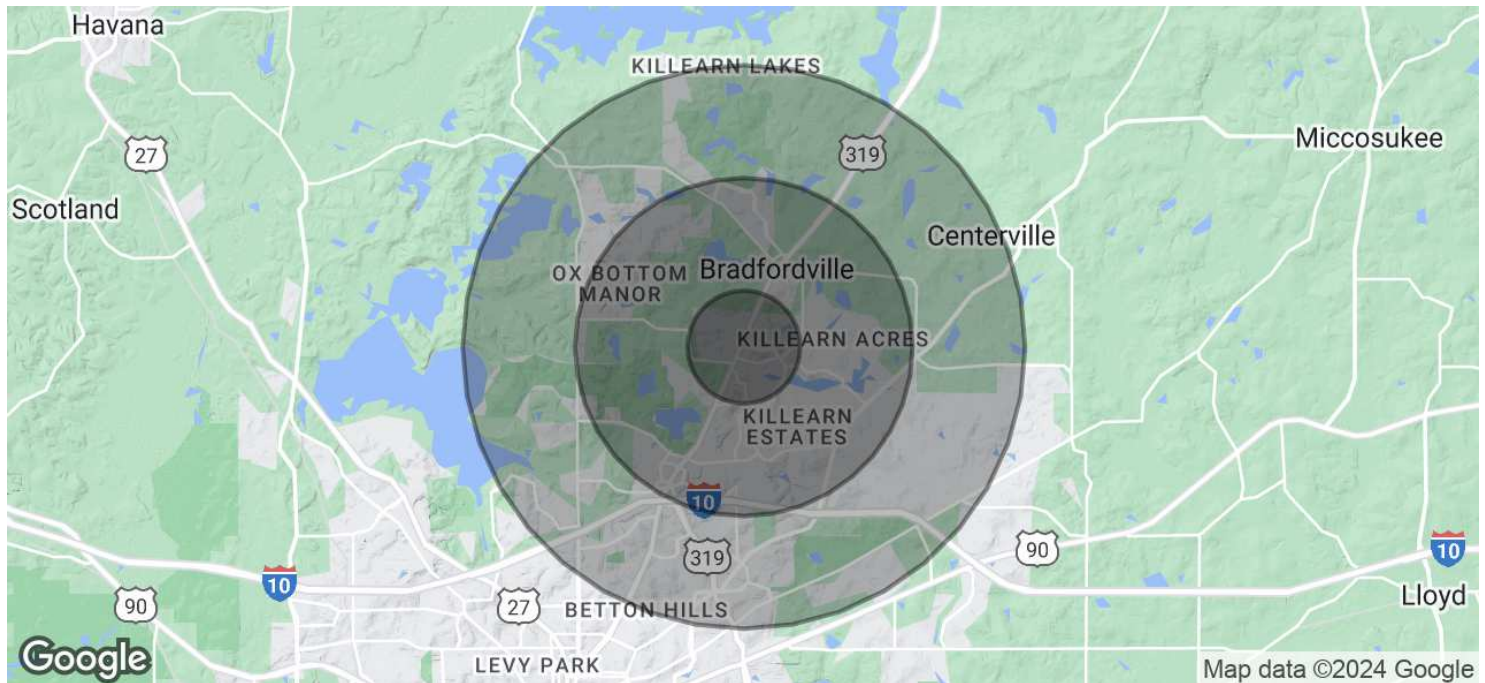 Havana
KILLEARN LAKES
27
319
Miccosukee
Scotland
Centerville
OX BOTTOM
MANOR
Bradfordville
KILLEARN ACRES
KILLEARN
ESTATES
10
319
90
10
10
90
27
BETTON HILLS
Lloyd
LEVY PARK
Google
Map data ©2024 Google